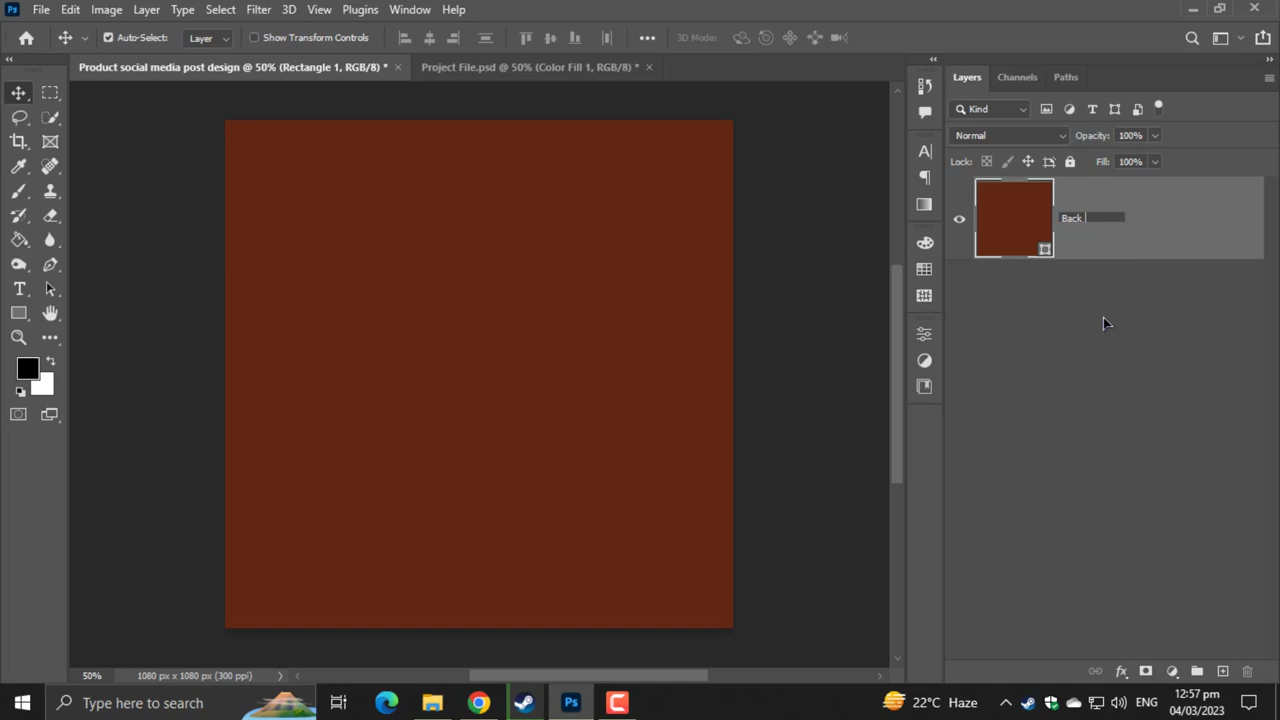 Ps File Edit Image Layer Type Select Filter 3D View Plugins Window Help
Auto-Select: Layer Show Transform Controls 3D Mode:
Product social media post design @ 50% (Rectangle 1, RGB/8) * Project File.psd @ 50% (Color Fill 1, RGB/8) *
Layers Channels Paths
Kind
Normal Opacity: 100%
Lock: Fill: 100%
Back
50% 1080 px x 1080 px (300 ppi)
Type here to search Ps 22°C Haze ENG 12:57 pm
04/03/2023